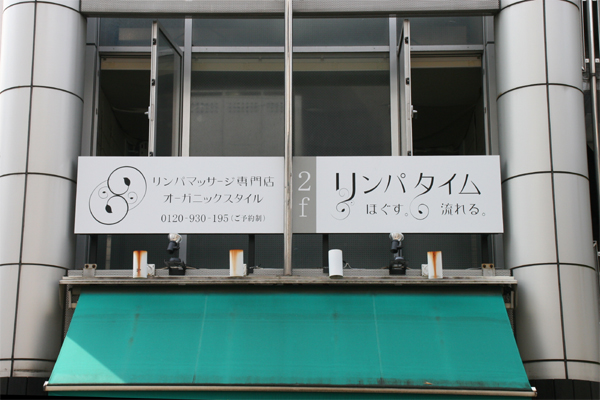 リンパマッサージ専門店
オーガニックスタイル
0120-930-195（ご予約制）
2f
リンパタイム
ほぐす。流れる。